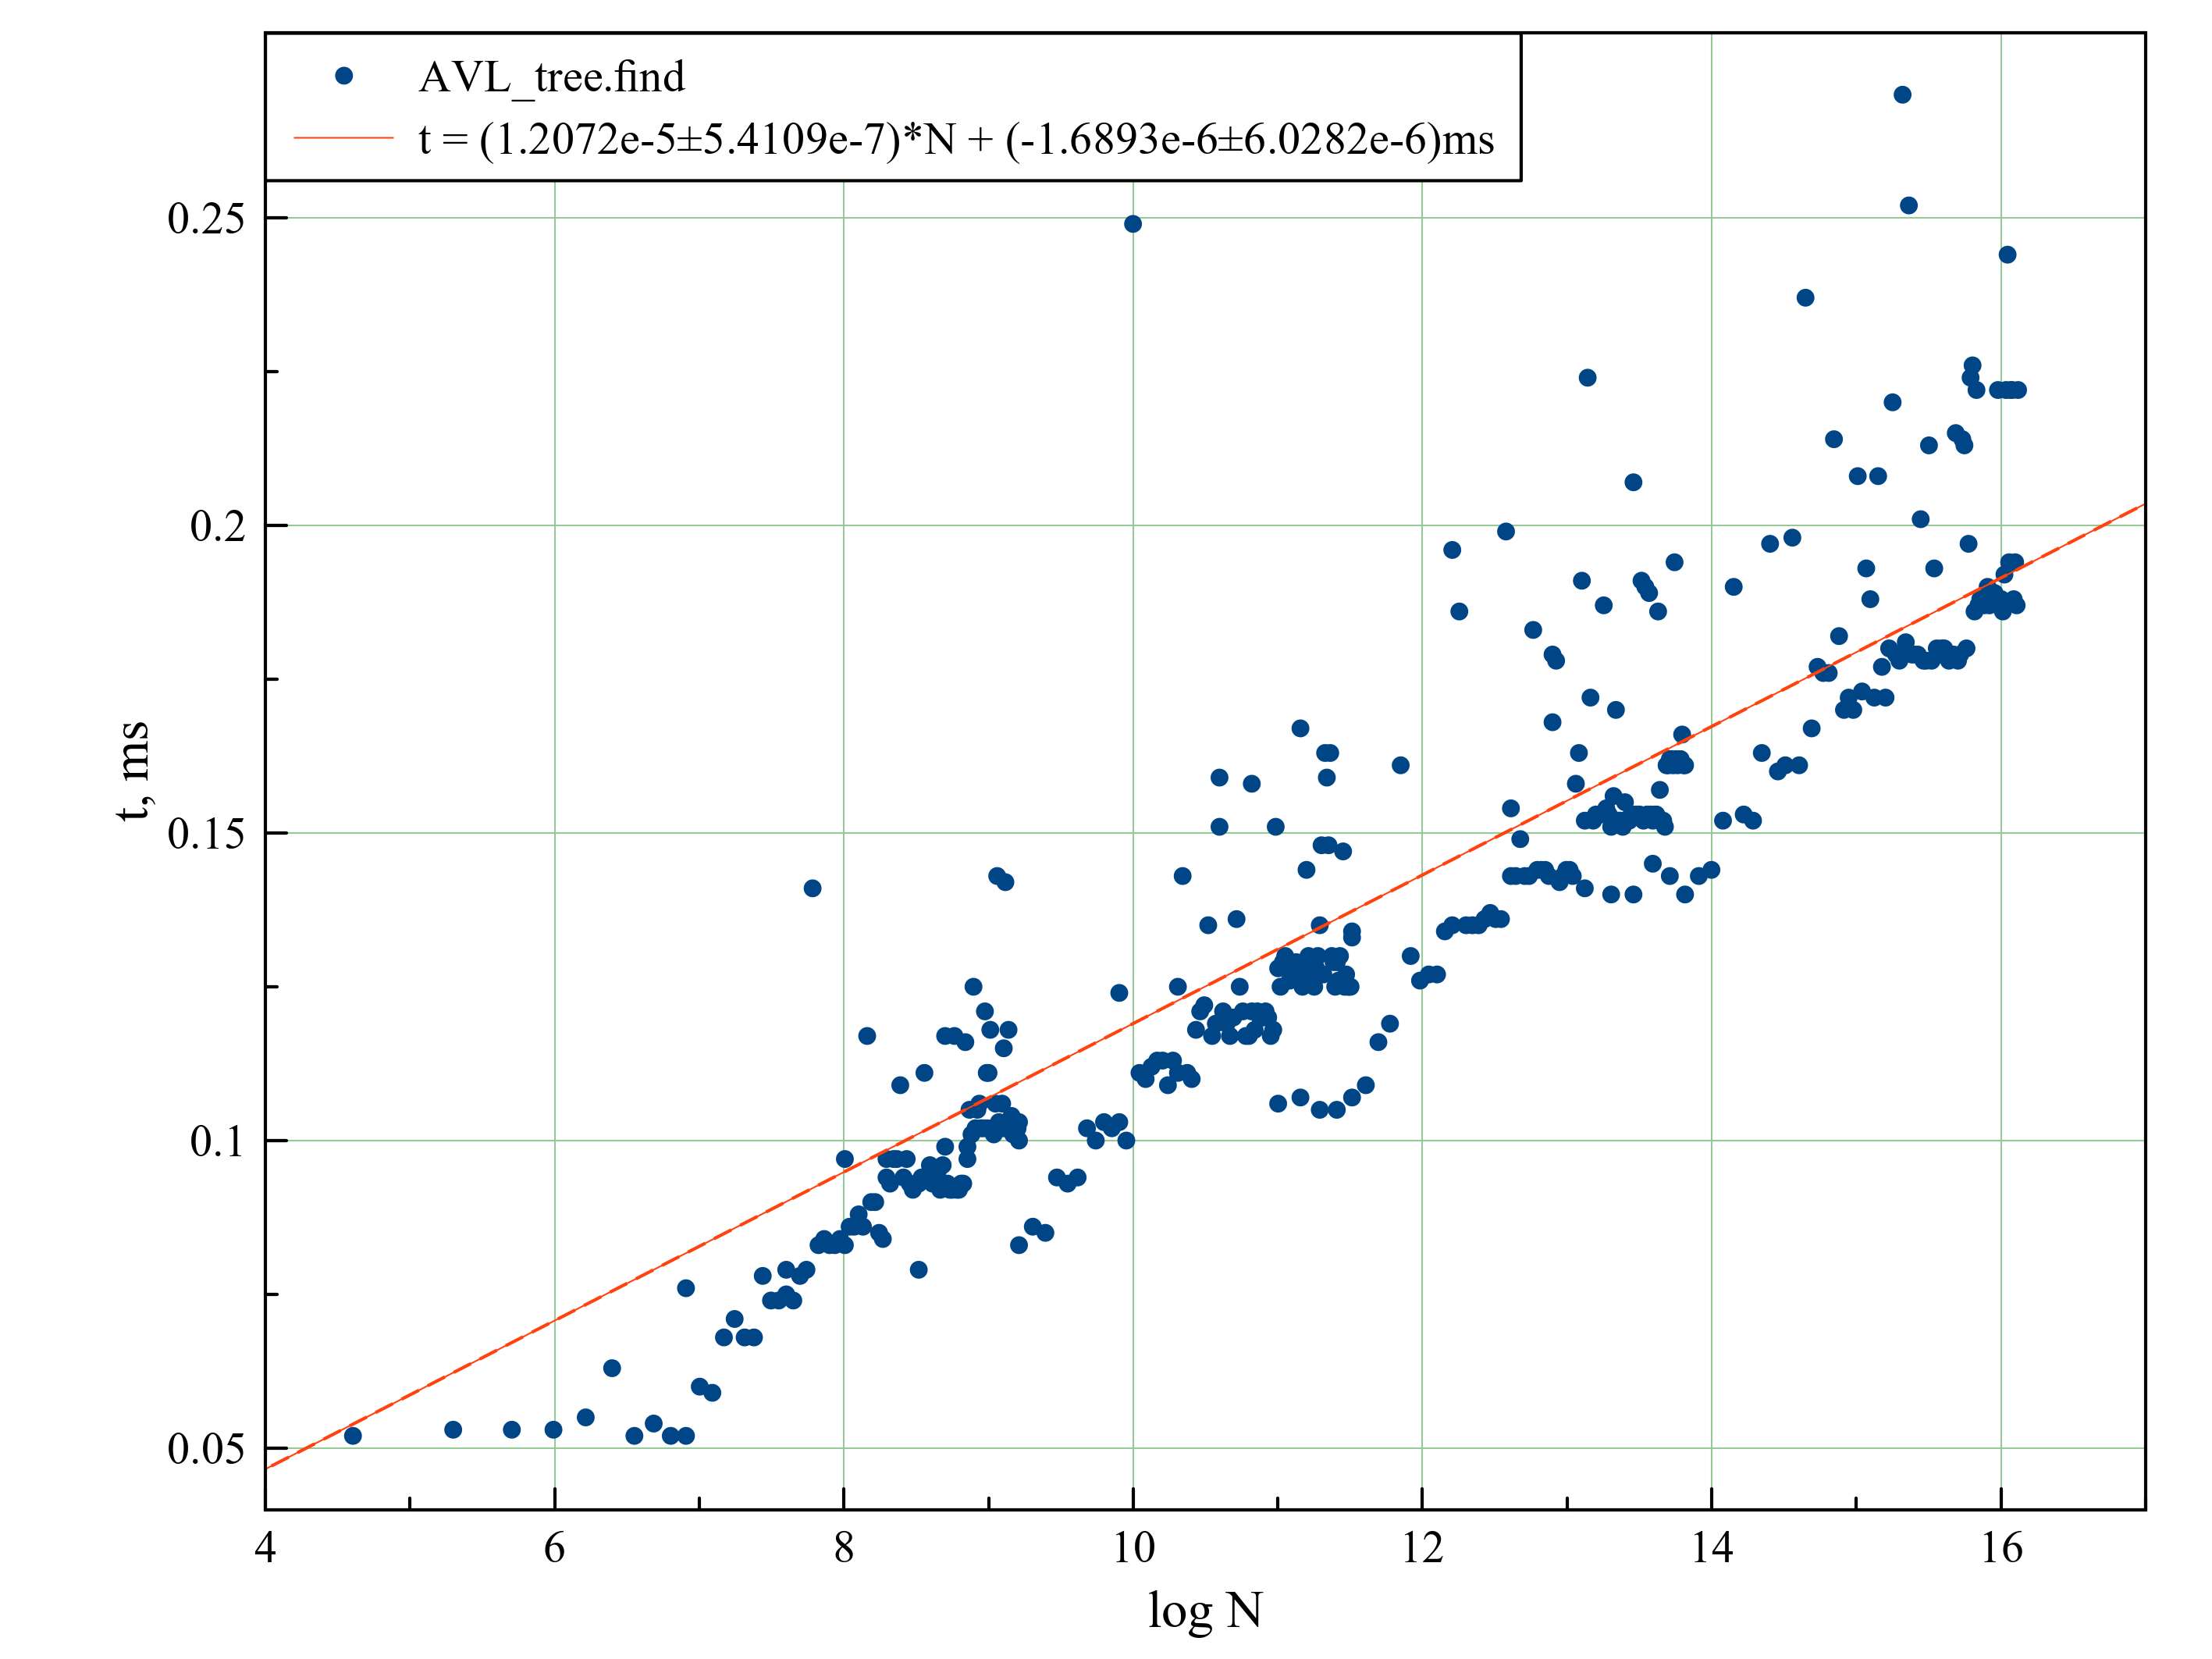 AVL_tree.find
t = (1.2072e-5±5.4109e-7)*N + (-1.6893e-6±6.0282e-6)ms
0.25
0.2
0.15
0.1
0.05
t, ms
4 6 8 10 12 14 16
log N